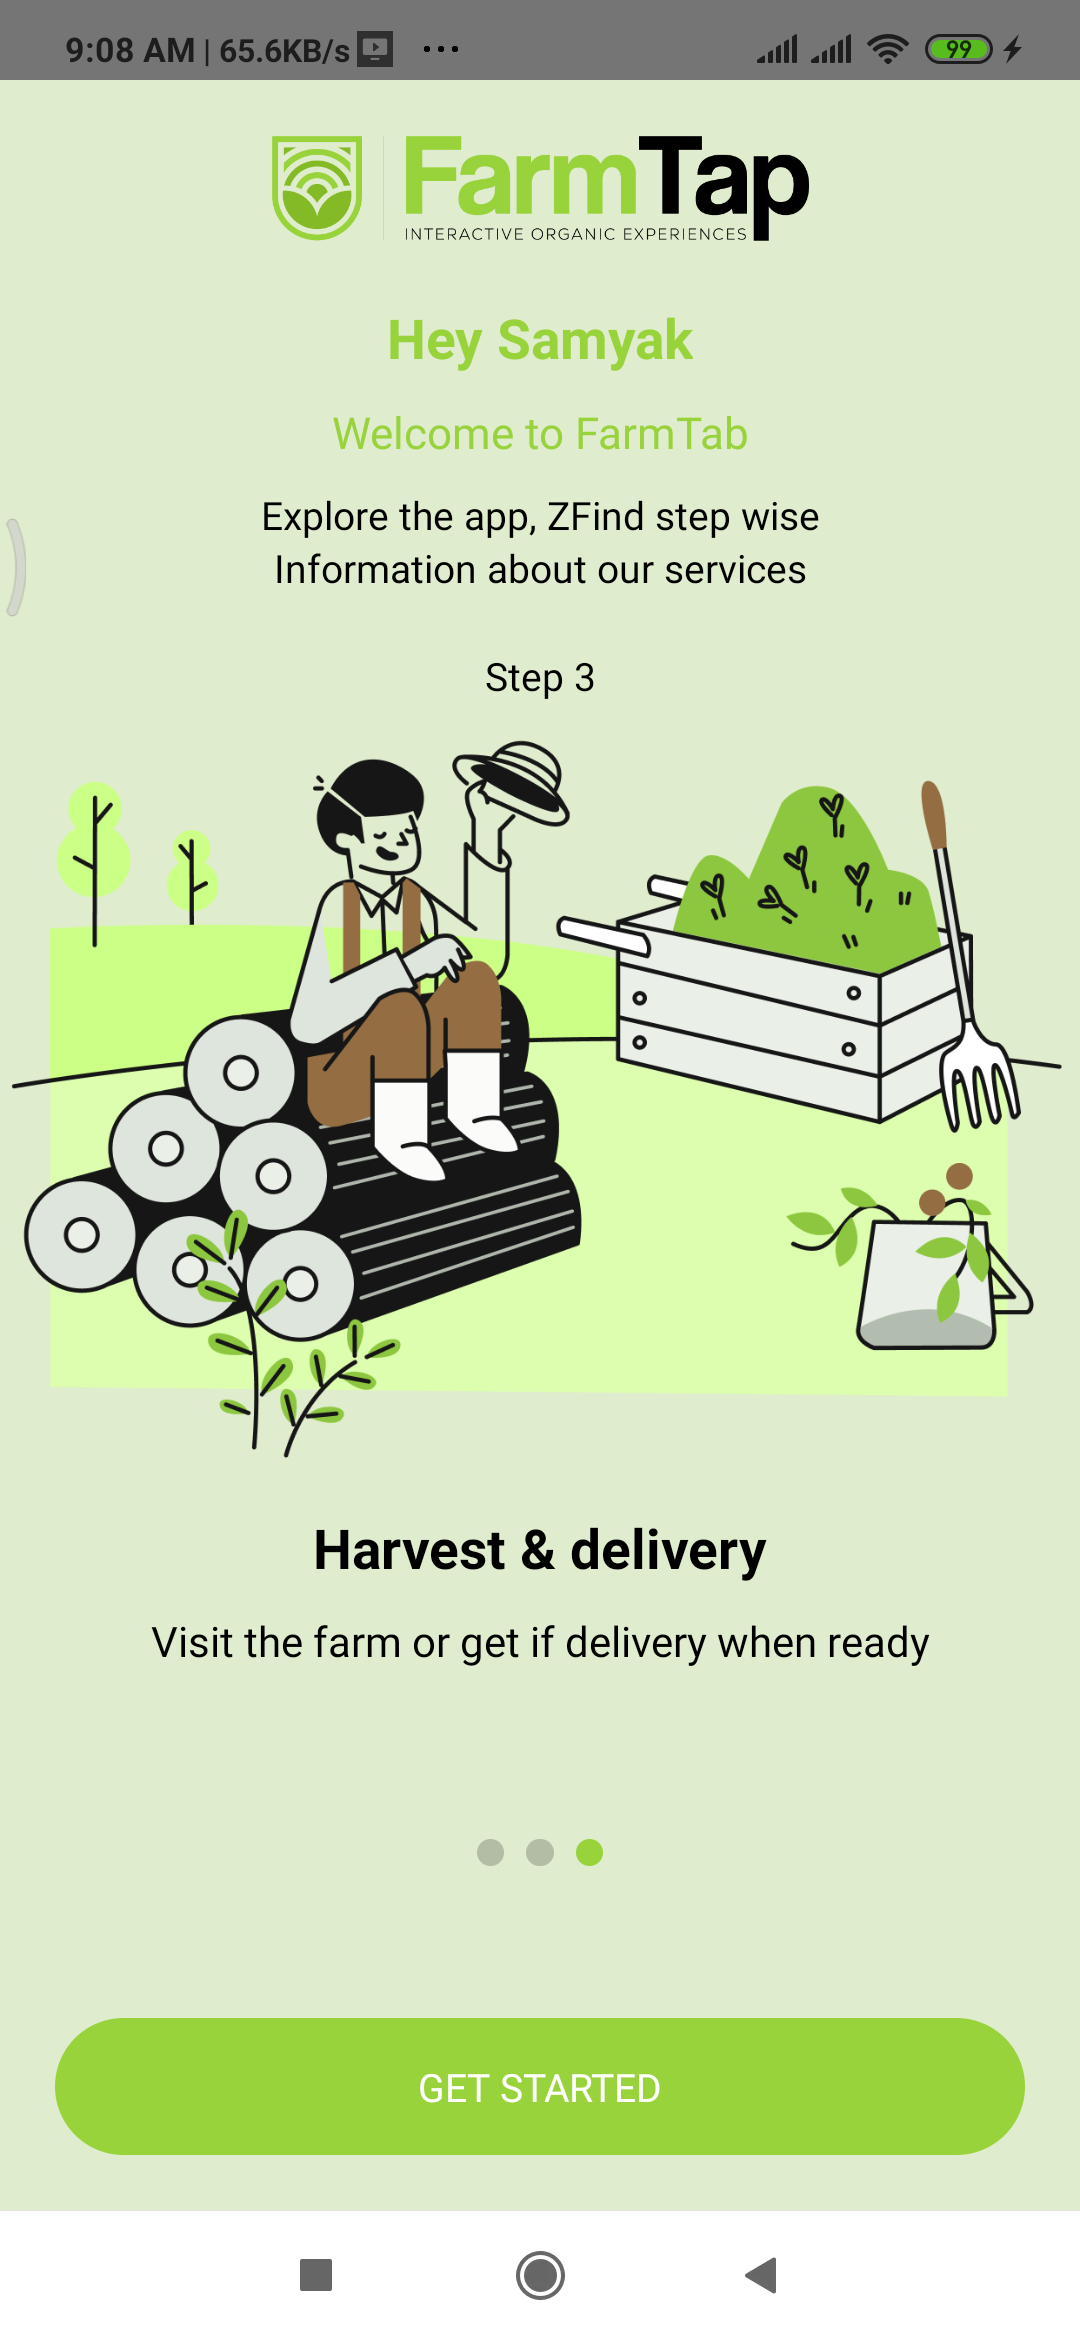 9:08 AM | 65.6KB/s ... 99
FarmTap
INTERACTIVE ORGANIC EXPERIENCES
Hey Samyak
Welcome to FarmTab
Explore the app, ZFind step wise
Information about our services
Step 3
Harvest & delivery
Visit the farm or get if delivery when ready
GET STARTED